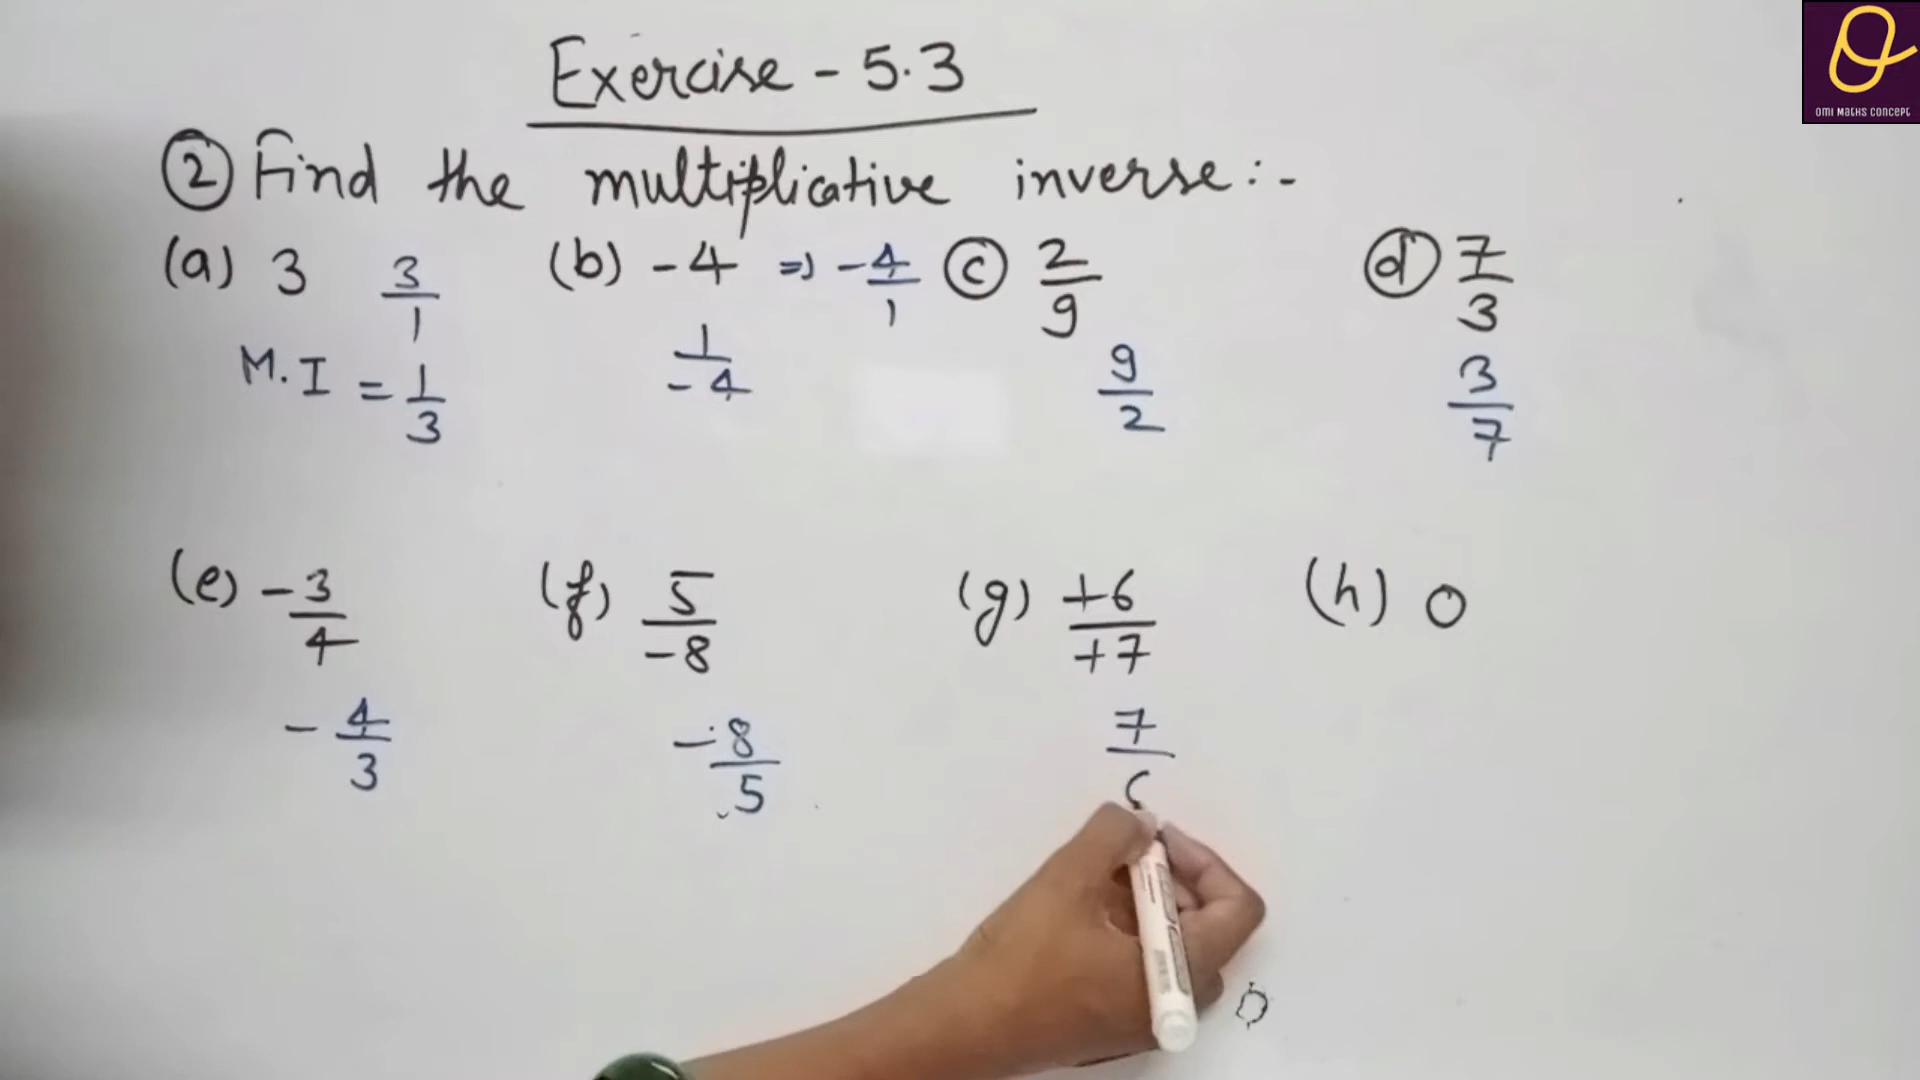 Exercise - 5.3
② Find the multiplicative inverse :-
(a) 3 3/1 (b) -4 => -4/1 (c) 2/9 (d) 7/3
M.I = 1/3 1/-4 9/2 3/7
(e) -3/4 (f) 5/-8 (g) +6/+7 (h) 0
-4/3 -8/5 7/6
OMI MATHS CONCEPT